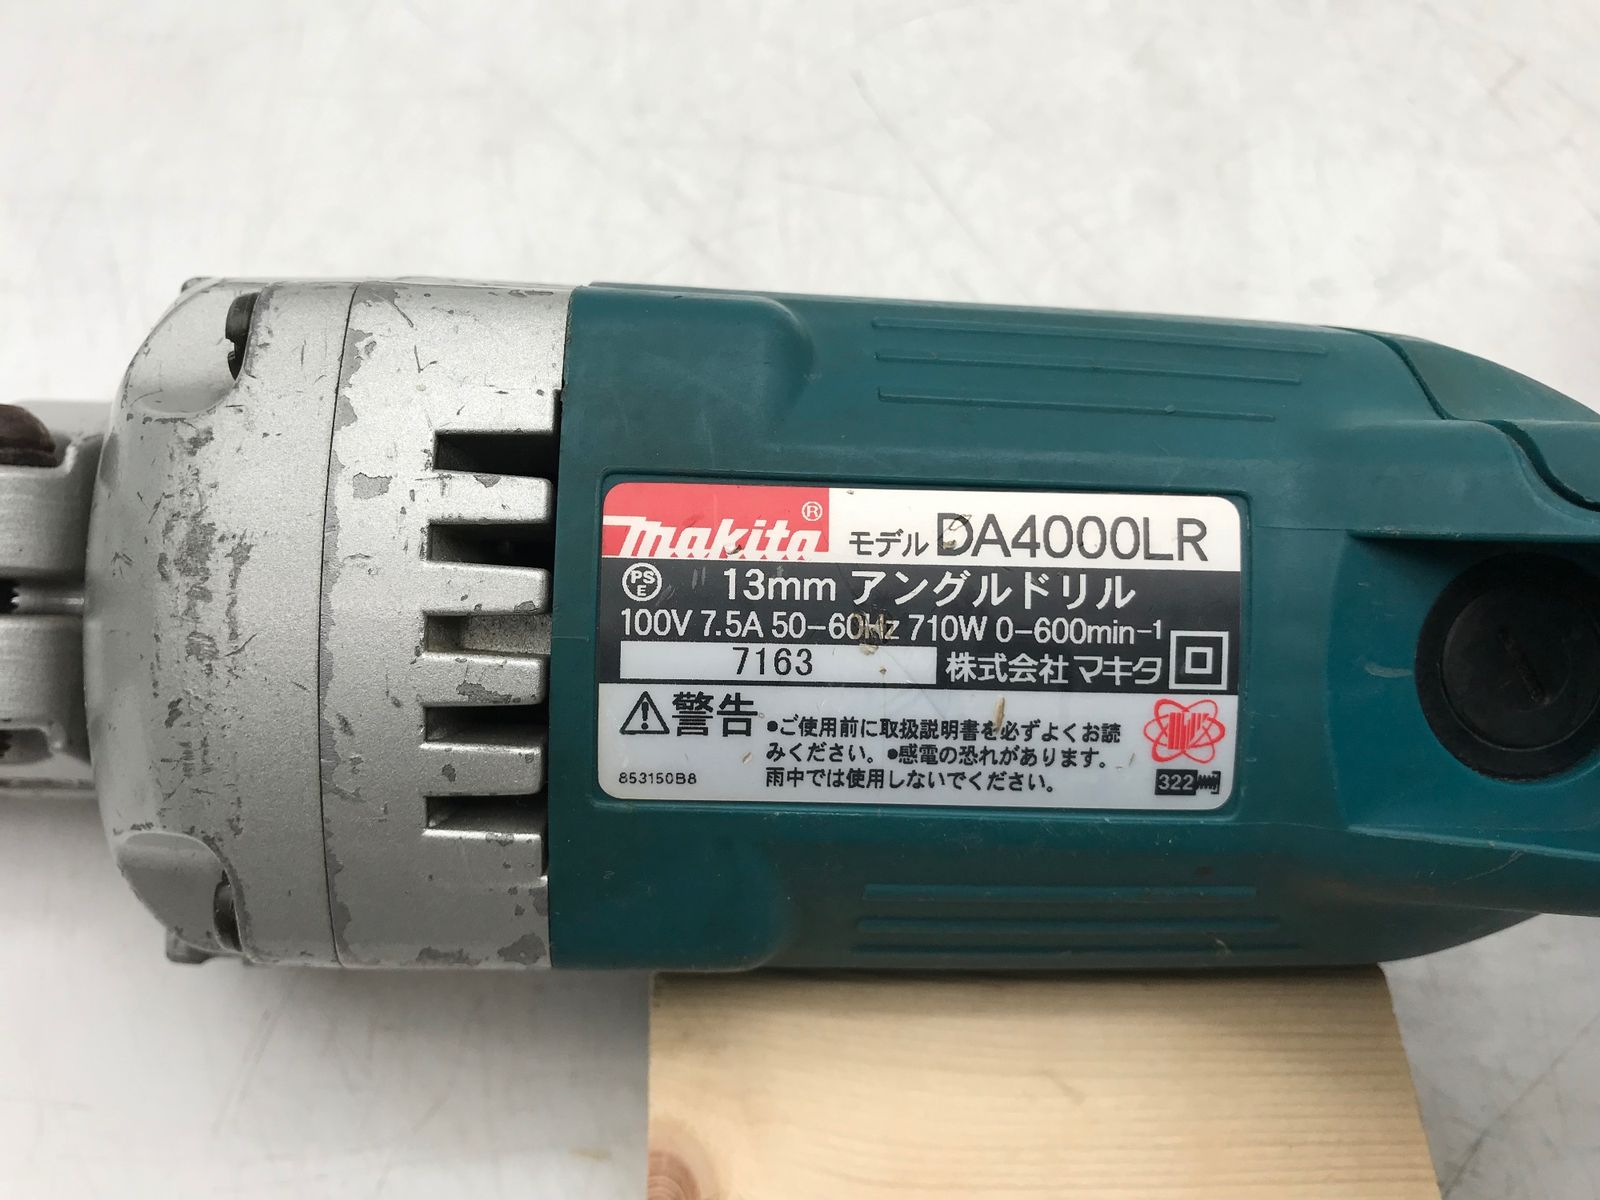 makita®
モデル DA4000LR
PSE 13mm アングルドリル
100V 7.5A 50-60Hz 710W 0-600min-1
7163 株式会社 マキタ
警告 ●ご使用前に取扱説明書を必ずよくお読
みください。●感電の恐れがあります。
雨中では使用しないでください。
853150B8
322